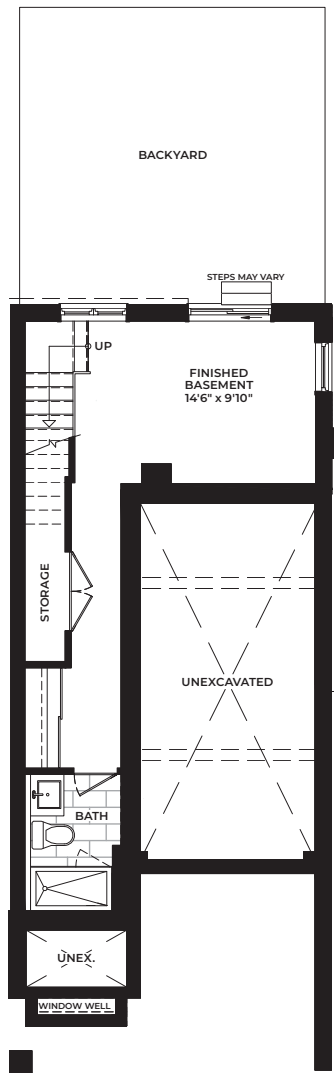 BACKYARD
STEPS MAY VARY
UP
FINISHED
BASEMENT
14'6" x 9'10"
STORAGE
UNEXCAVATED
BATH
UNEX.
WINDOW WELL